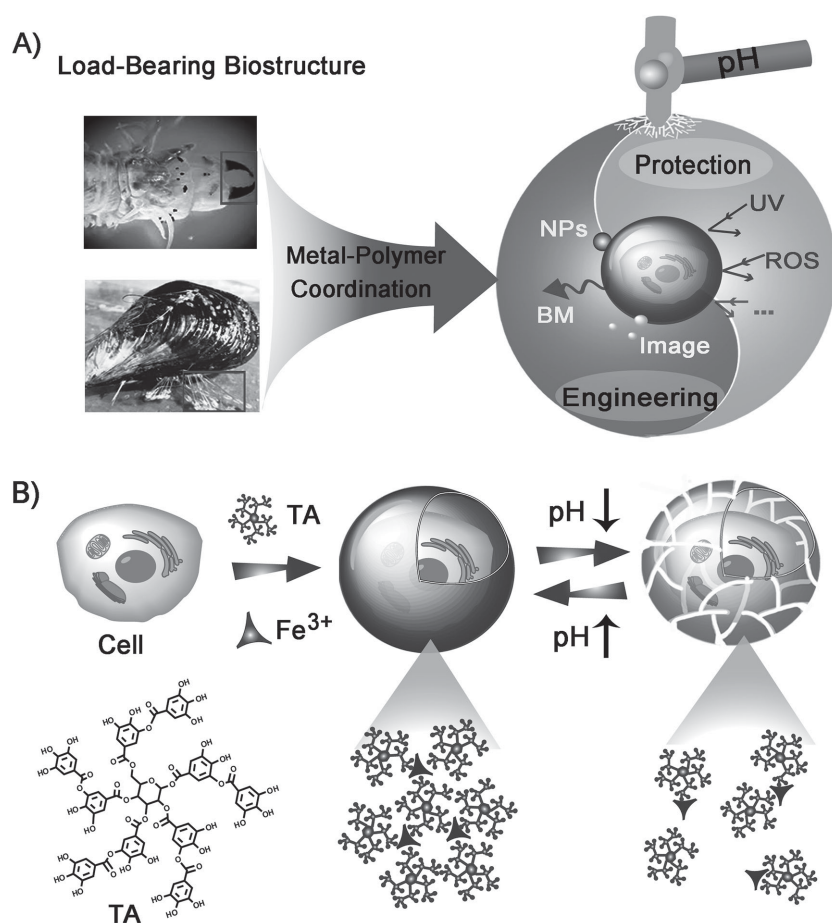 A)
Load-Bearing Biostructure
Metal-Polymer
Coordination
pH
Protection
UV
NPs
ROS
BM
...
Image
Engineering
B)
TA
Cell
Fe3+
pH
pH
TA